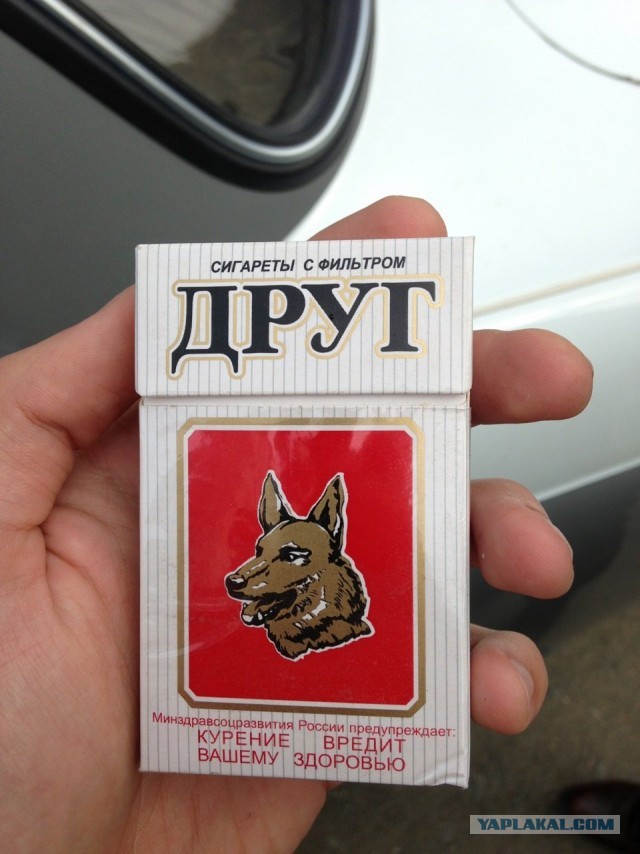 СИГАРЕТЫ С ФИЛЬТРОМ
ДРУГ
Минздравсоцразвития России предупреждает:
КУРЕНИЕ ВРЕДИТ
ВАШЕМУ ЗДОРОВЬЮ
YAPLAKAL.COM